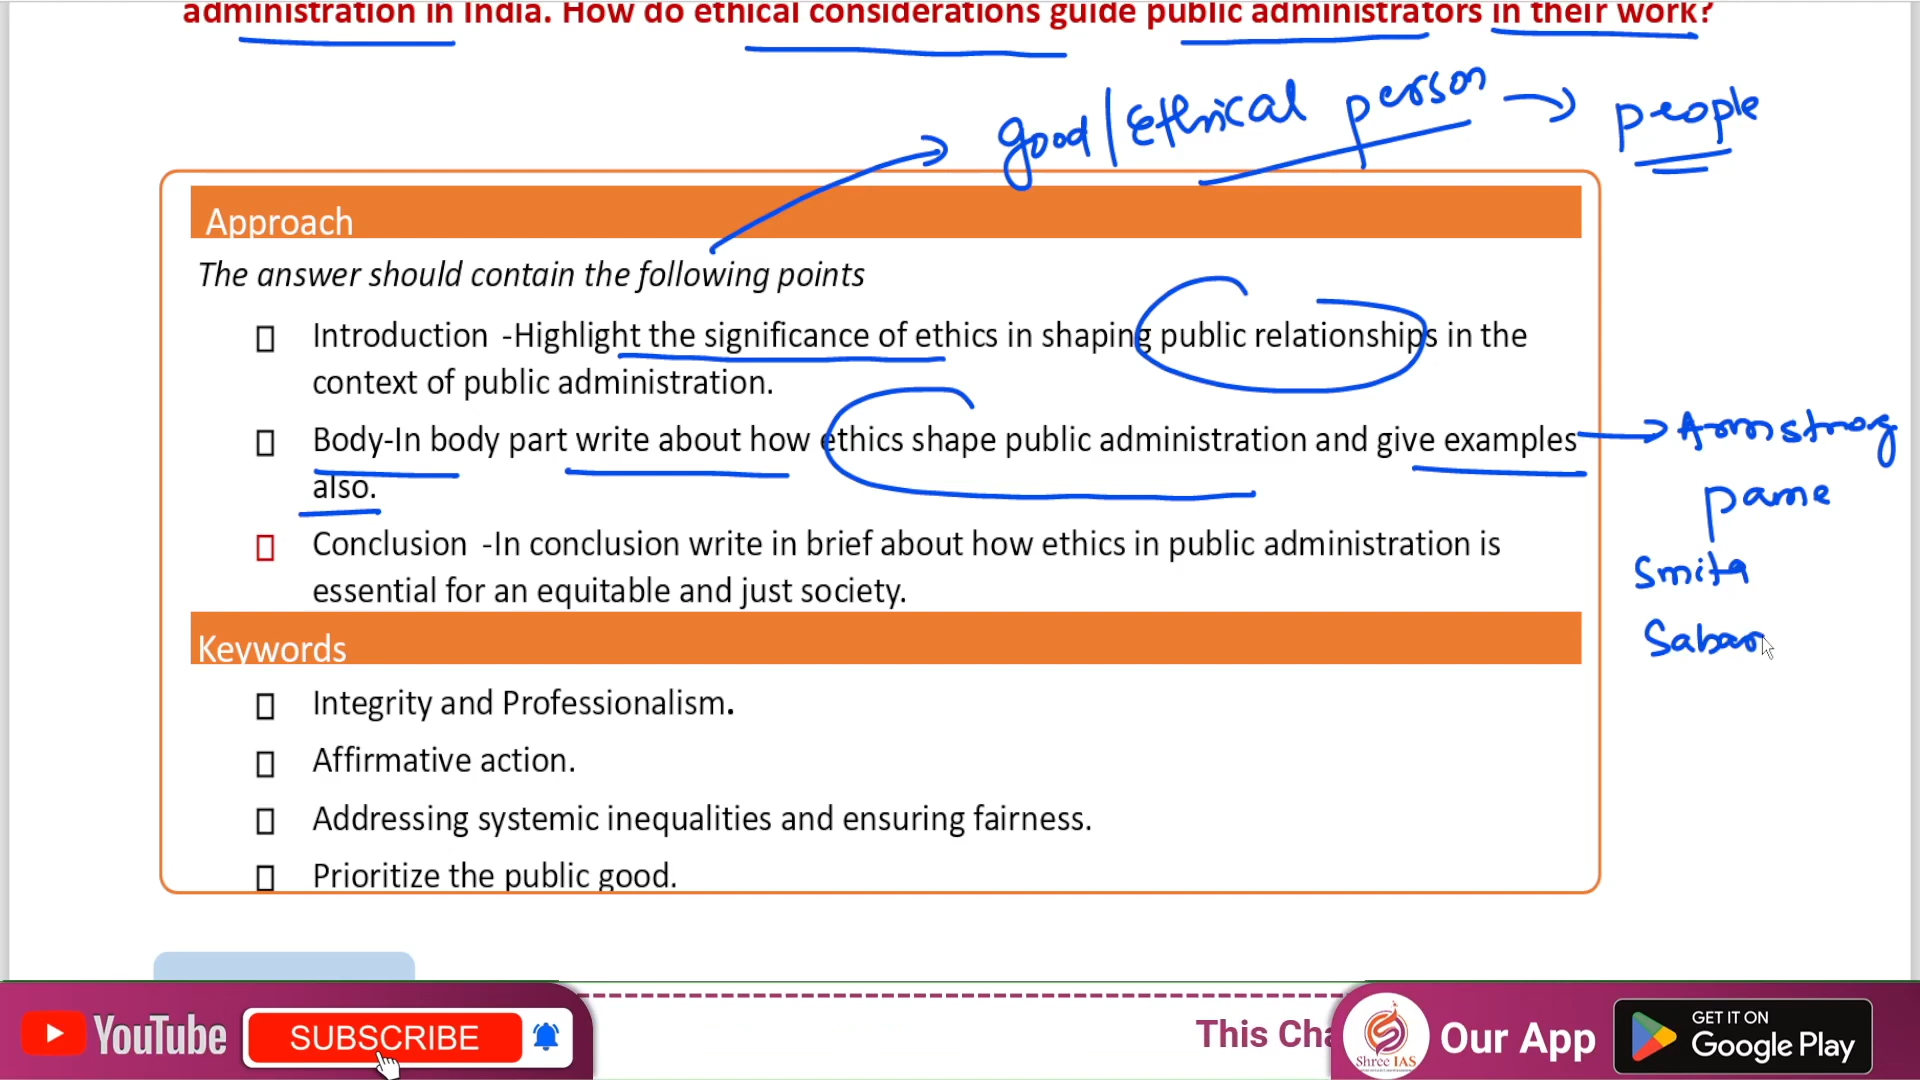 administration in India. How do ethical considerations guide public administrators in their work?
good/Ethical person → people
Approach
The answer should contain the following points
Introduction -Highlight the significance of ethics in shaping public relationships in the
context of public administration.
Body-In body part write about how ethics shape public administration and give examples
also.
→ Armstrong
pame
Smita
Sabar
Conclusion -In conclusion write in brief about how ethics in public administration is
essential for an equitable and just society.
Keywords
Integrity and Professionalism.
Affirmative action.
Addressing systemic inequalities and ensuring fairness.
Prioritize the public good.
YouTube
SUBSCRIBE
This Cha
Shree IAS
Our App
GET IT ON
Google Play